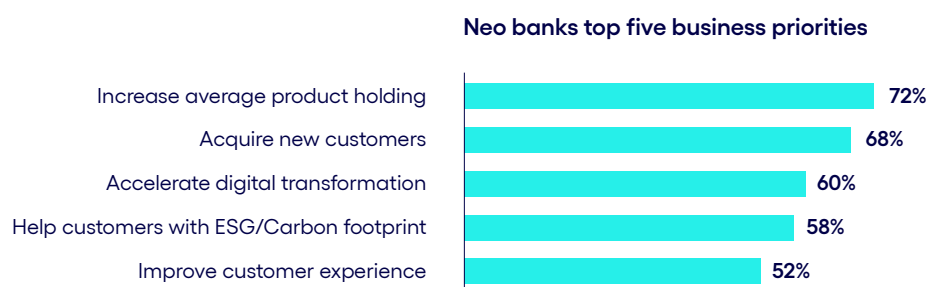 Neo banks top five business priorities
Increase average product holding 72%
Acquire new customers 68%
Accelerate digital transformation 60%
Help customers with ESG/Carbon footprint 58%
Improve customer experience 52%